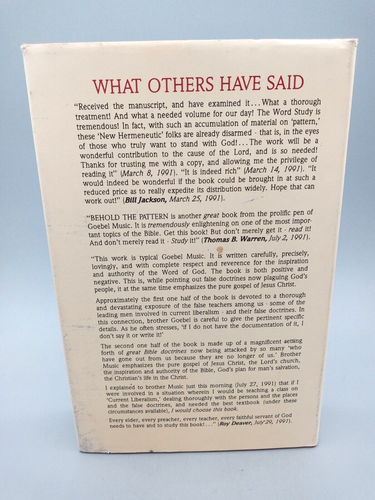 WHAT OTHERS HAVE SAID
"Received the manuscript, and have examined it . . . What a thorough
treatment! And what a needed volume for our day! The Word Study is
tremendous! In fact, with such an accumulation of material on 'pattern,'
these 'New Hermeneutic' folks are already disarmed - that is, in the eyes
of those who truly want to stand with God! . . . The work will be a
wonderful contribution to the cause of the Lord, and is so needed!
Thanks for trusting me with a copy, and allowing me the privilege of
reading it" (March 8, 1991). "It is indeed rich" (March 14, 1991). "It
would indeed be wonderful if the book could be brought in at such a
reduced price as to really expedite its distribution widely. Hope that can
work out!" (Bill Jackson, March 25, 1991).
"BEHOLD THE PATTERN is another great book from the prolific pen of
Goebel Music. It is tremendously enlightening on one of the most impor-
tant topics of the Bible. Get this book! But don't merely get it - read it!
And don't merely read it - Study it!" (Thomas B. Warren, July 2, 1991).
"This work is typical Goebel Music. It is written carefully, precisely,
lovingly, and with complete respect and reverence for the inspiration
and authority of the Word of God. The book is both positive and
negative. This is, while pointing out false doctrines now plaguing God's
people, it at the same time emphasizes the pure gospel of Jesus Christ.
Approximately the first one half of the book is devoted to a thorough
and devastating exposure of the false teachers among us - some of the
leading men involved in current liberalism - and their false doctrines. In
this connection, brother Goebel is careful to give the pertinent specific
details. As he often stresses, 'if I do not have the documentation of it, I
don't say it or write it!'
The second one half of the book is made up of a magnificent setting
forth of great Bible doctrines now being attacked by so many 'who
have gone out from us because they are no longer of us.' Brother
Music emphasizes the pure gospel of Jesus Christ, the Lord's church,
the inspiration and authority of the Bible, God's plan for man's salvation,
the Christian's life in the Christ.
I explained to brother Music just this morning (July 27, 1991) that if I
were involved in a situation wherein I would be teaching a class on
'Current Liberalism,' dealing thoroughly with the persons and the places
and the false doctrines, and needed the best textbook (under these
circumstances available), I would choose this book.
Every elder, every preacher, every teacher, every faithful servant of God
needs to have and to study this book! . . ." (Roy Deaver, July 29, 1991).